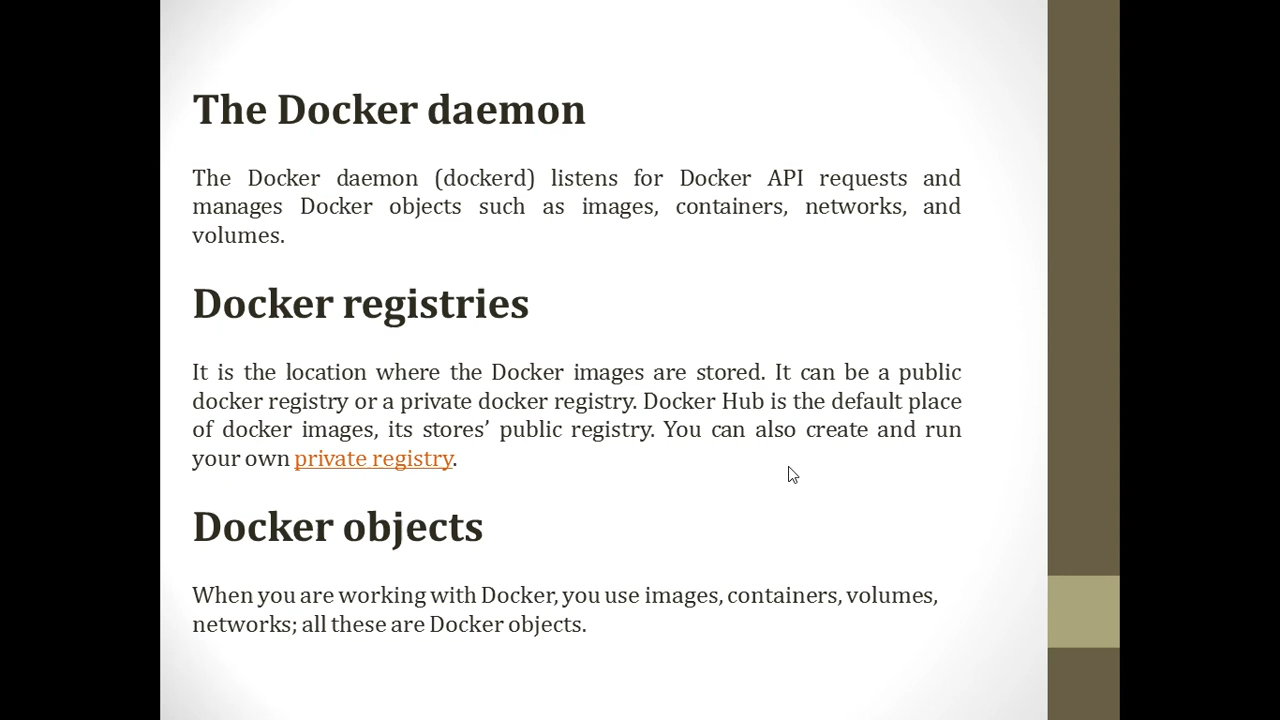 The Docker daemon
The Docker daemon (dockerd) listens for Docker API requests and
manages Docker objects such as images, containers, networks, and
volumes.
Docker registries
It is the location where the Docker images are stored. It can be a public
docker registry or a private docker registry. Docker Hub is the default place
of docker images, its stores’ public registry. You can also create and run
your own private registry.
Docker objects
When you are working with Docker, you use images, containers, volumes,
networks; all these are Docker objects.